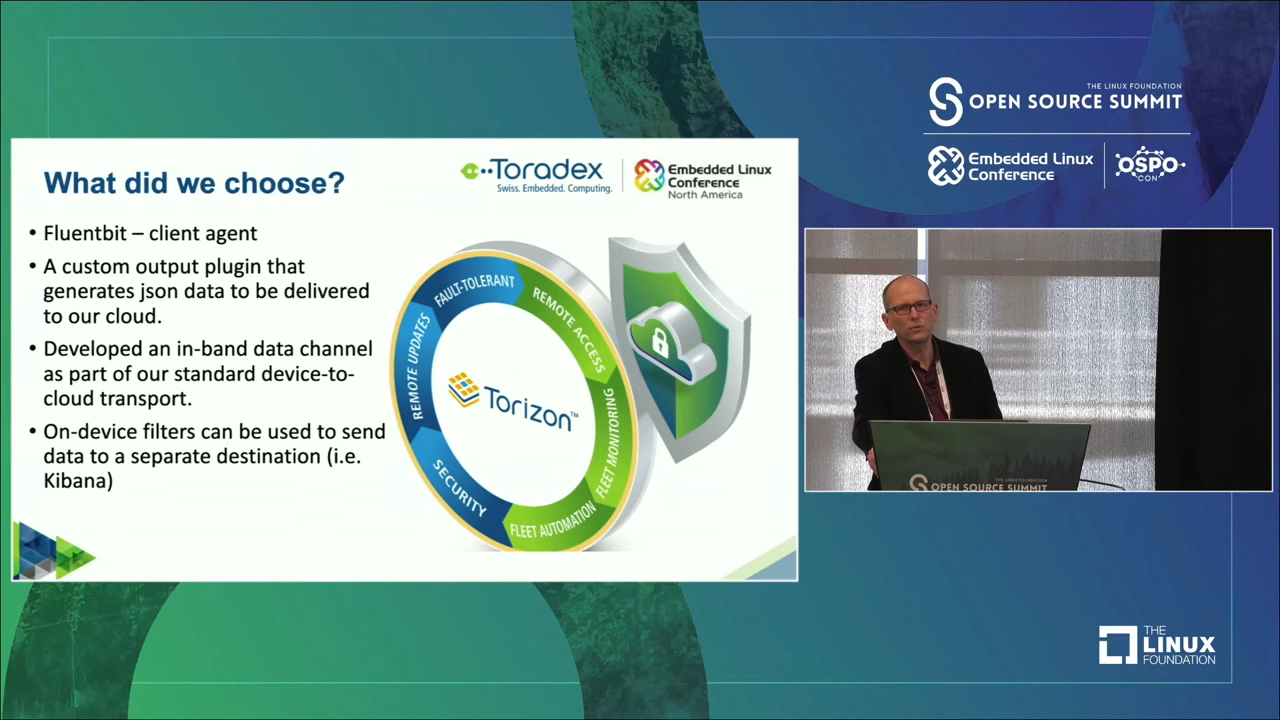 What did we choose?
Toradex
Swiss. Embedded. Computing.
Embedded Linux
Conference
North America
• Fluentbit – client agent
• A custom output plugin that
generates json data to be delivered
to our cloud.
• Developed an in-band data channel
as part of our standard device-to-
cloud transport.
• On-device filters can be used to send
data to a separate destination (i.e.
Kibana)
FAULT-TOLERANT
REMOTE ACCESS
REMOTE UPDATES
Torizon™
FLEET MONITORING
SECURITY
FLEET AUTOMATION
THE LINUX FOUNDATION
OPEN SOURCE SUMMIT
Embedded Linux
Conference
OSPO
CON
THE LINUX FOUNDATION
OPEN SOURCE SUMMIT
THE
LINUX
FOUNDATION